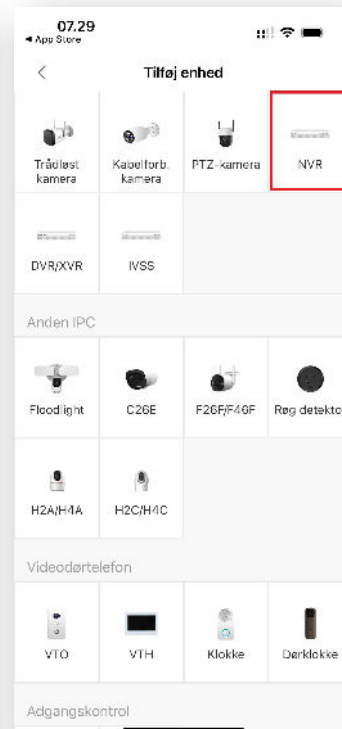 07.29
◀ App Store
Tilføj enhed
Trådløst
kamera
Kabelforb.
kamera
PTZ-kamera
NVR
DVR/XVR
IVSS
Anden IPC
Floodlight
C26E
F26F/F46F
Røg detekto
H2A/H4A
H2C/H4C
Videodørtelefon
VTO
VTH
Klokke
Dørklokke
Adgangskontrol